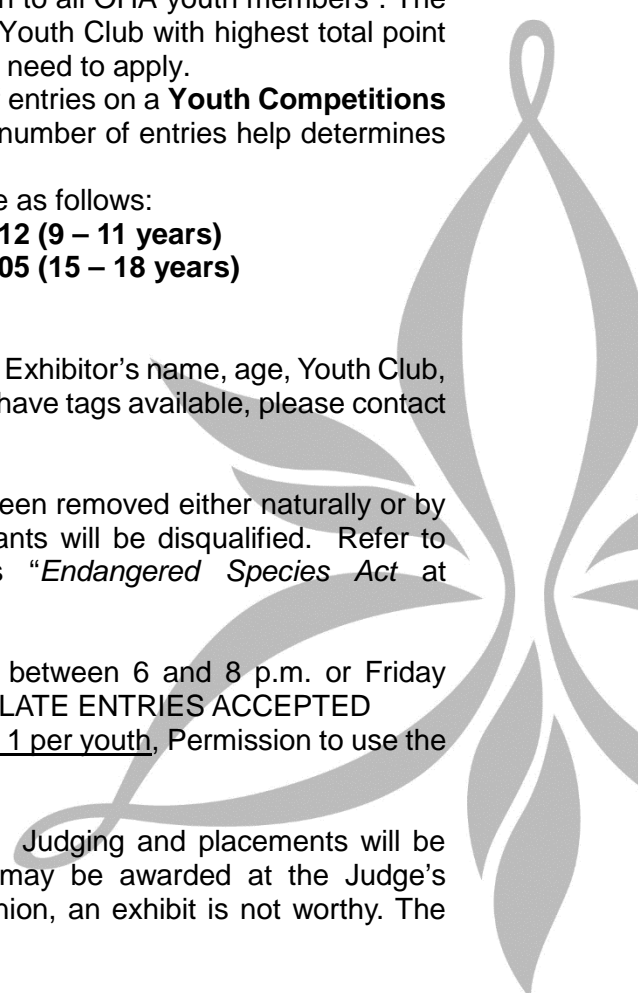 n to all OHA youth members . The
Youth Club with highest total point
need to apply.
entries on a Youth Competitions
number of entries help determines
e as follows:
12 (9 – 11 years)
05 (15 – 18 years)
Exhibitor's name, age, Youth Club,
have tags available, please contact
een removed either naturally or by
ants will be disqualified. Refer to
s “Endangered Species Act at
between 6 and 8 p.m. or Friday
LATE ENTRIES ACCEPTED
1 per youth, Permission to use the
Judging and placements will be
may be awarded at the Judge's
nion, an exhibit is not worthy. The